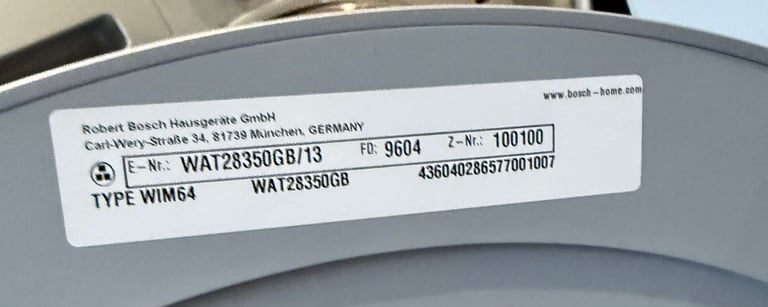 www.bosch-home.com
Robert Bosch Hausgeräte GmbH
Carl-Wery-Straße 34, 81739 München, GERMANY
E-Nr.: WAT28350GB/13 FD: 9604 Z-Nr.: 100100
TYPE WIM64 WAT28350GB 436040286577001007